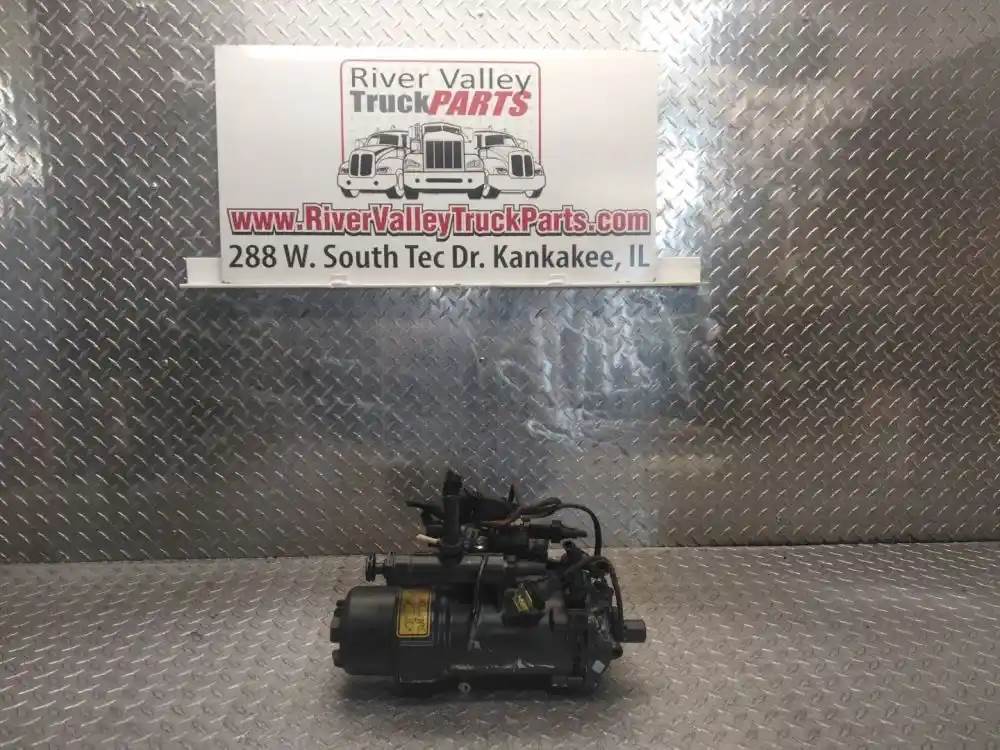 River Valley
TruckPARTS
www.RiverValleyTruckParts.com
288 W. South Tec Dr. Kankakee, IL